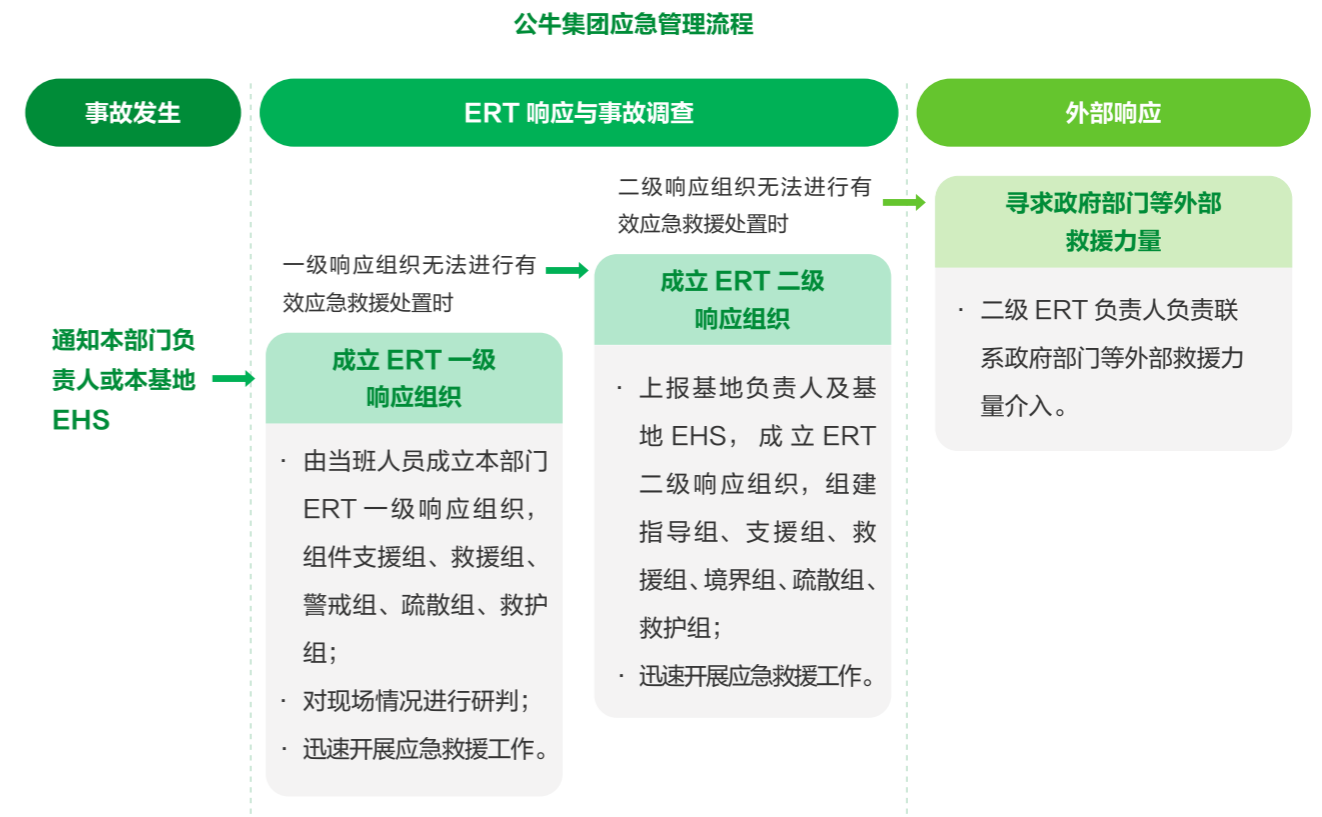 公牛集团应急管理流程
事故发生
ERT 响应与事故调查
外部响应
通知本部门负
责人或本基地
EHS
一级响应组织无法进行有
效应急救援处置时
成立 ERT 一级
响应组织
· 由当班人员成立本部门
ERT 一级响应组织，
组件支援组、救援组、
警戒组、疏散组、救护
组；
· 对现场情况进行研判；
· 迅速开展应急救援工作。
二级响应组织无法进行有
效应急救援处置时
成立 ERT 二级
响应组织
· 上报基地负责人及基
地 EHS，成立 ERT
二级响应组织，组建
指导组、支援组、救
援组、境界组、疏散组、
救护组；
· 迅速开展应急救援工作。
寻求政府部门等外部
救援力量
· 二级 ERT 负责人负责联
系政府部门等外部救援力
量介入。